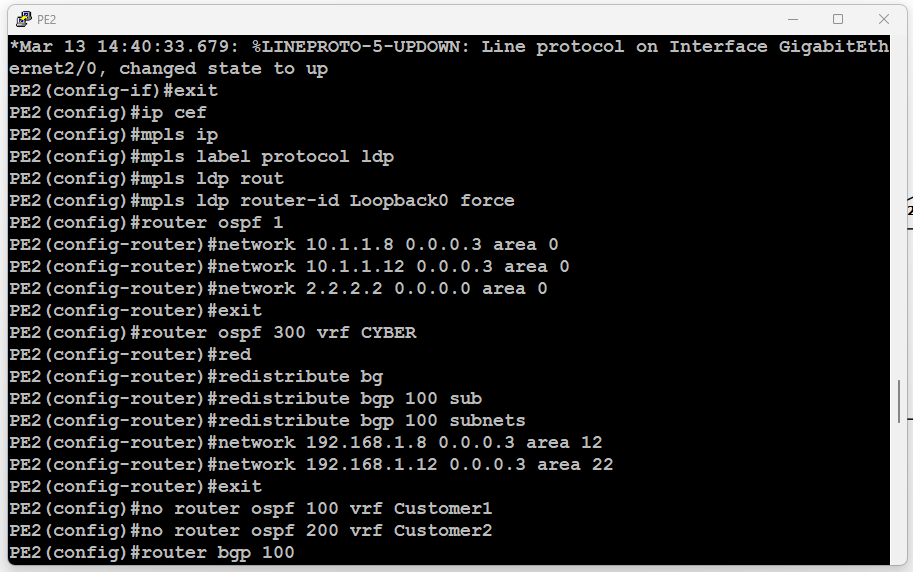 PE2
*Mar 13 14:40:33.679: %LINEPROTO-5-UPDOWN: Line protocol on Interface GigabitEth
ernet2/0, changed state to up
PE2(config-if)#exit
PE2(config)#ip cef
PE2(config)#mpls ip
PE2(config)#mpls label protocol ldp
PE2(config)#mpls ldp rout
PE2(config)#mpls ldp router-id Loopback0 force
PE2(config)#router ospf 1
PE2(config-router)#network 10.1.1.8 0.0.0.3 area 0
PE2(config-router)#network 10.1.1.12 0.0.0.3 area 0
PE2(config-router)#network 2.2.2.2 0.0.0.0 area 0
PE2(config-router)#exit
PE2(config)#router ospf 300 vrf CYBER
PE2(config-router)#red
PE2(config-router)#redistribute bg
PE2(config-router)#redistribute bgp 100 sub
PE2(config-router)#redistribute bgp 100 subnets
PE2(config-router)#network 192.168.1.8 0.0.0.3 area 12
PE2(config-router)#network 192.168.1.12 0.0.0.3 area 22
PE2(config-router)#exit
PE2(config)#no router ospf 100 vrf Customer1
PE2(config)#no router ospf 200 vrf Customer2
PE2(config)#router bgp 100